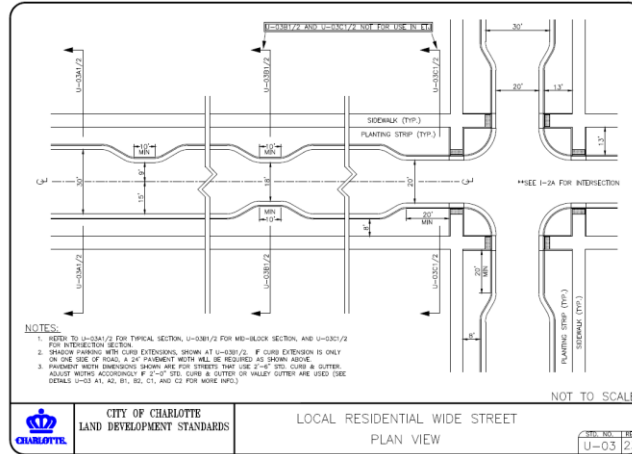 U-03B1/2 AND U-03C1/2 NOT FOR USE IN ETJ
U-03A1/2
U-03B1/2
U-03C1/2
30'
20'
13'
SIDEWALK (TYP.)
PLANTING STRIP (TYP.)
13'
10'
MIN
10'
MIN
30'
9'
15'
18'
20'
**SEE I-2A FOR INTERSECTION
MIN
10'
20'
MIN
8'
20'
MIN
8'
PLANTING STRIP (TYP.)
SIDEWALK (TYP.)
U-03A1/2
U-03B1/2
U-03C1/2
NOTES:
1. REFER TO U-03A1/2 FOR TYPICAL SECTION, U-03B1/2 FOR MID-BLOCK SECTION, AND U-03C1/2
FOR INTERSECTION SECTION.
2. SHADOW PARKING WITH CURB EXTENSIONS, SHOWN AT U-03B1/2. IF CURB EXTENSION IS ONLY
ON ONE SIDE OF ROAD, A 24' PAVEMENT WIDTH WILL BE REQUIRED AS SHOWN ABOVE.
3. PAVEMENT WIDTH DIMENSIONS SHOWN ARE FOR STREETS THAT USE 2'-6" STD. CURB & GUTTER.
ADJUST WIDTHS ACCORDINGLY IF 2'-0" STD. CURB & GUTTER OR VALLEY GUTTER ARE USED (SEE
DETAILS U-03 A1, A2, B1, B2, C1, AND C2 FOR MORE INFO.)
NOT TO SCALE
CHARLOTTE.
CITY OF CHARLOTTE
LAND DEVELOPMENT STANDARDS
LOCAL RESIDENTIAL WIDE STREET
PLAN VIEW
STD. NO.
U-03